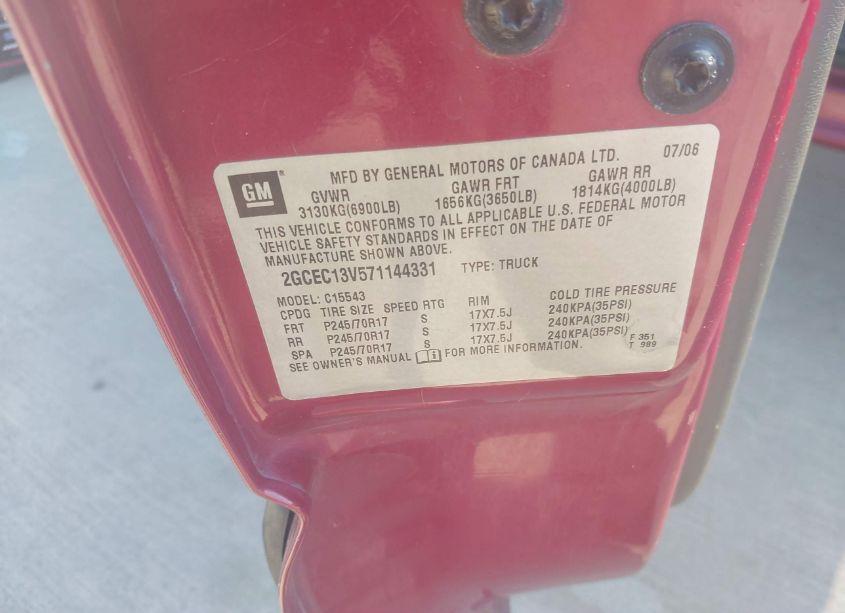 MFD BY GENERAL MOTORS OF CANADA LTD. 07/06
GM
GVWR GAWR FRT GAWR RR
3130KG(6900LB) 1656KG(3650LB) 1814KG(4000LB)
THIS VEHICLE CONFORMS TO ALL APPLICABLE U.S. FEDERAL MOTOR
VEHICLE SAFETY STANDARDS IN EFFECT ON THE DATE OF
MANUFACTURE SHOWN ABOVE.
2GCEC13V571144331 TYPE: TRUCK
MODEL: C15543
CPDG TIRE SIZE SPEED RTG RIM COLD TIRE PRESSURE
FRT P245/70R17 S 17X7.5J 240KPA(35PSI)
RR P245/70R17 S 17X7.5J 240KPA(35PSI)
SPA P245/70R17 S 17X7.5J 240KPA(35PSI)
SEE OWNER'S MANUAL FOR MORE INFORMATION.
F 351
T 989